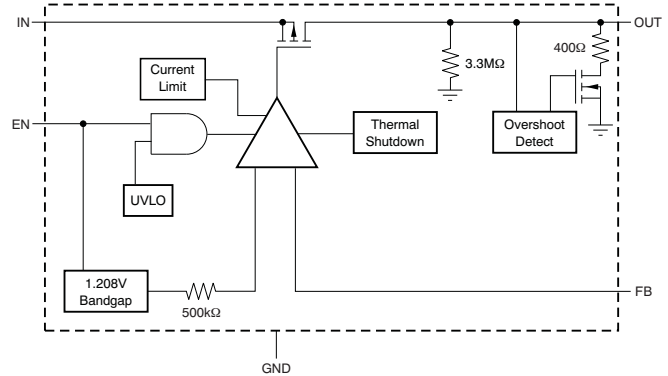 IN
OUT
400Ω
3.3MΩ
Current
Limit
EN
Thermal
Shutdown
Overshoot
Detect
UVLO
1.208V
Bandgap
500kΩ
FB
GND